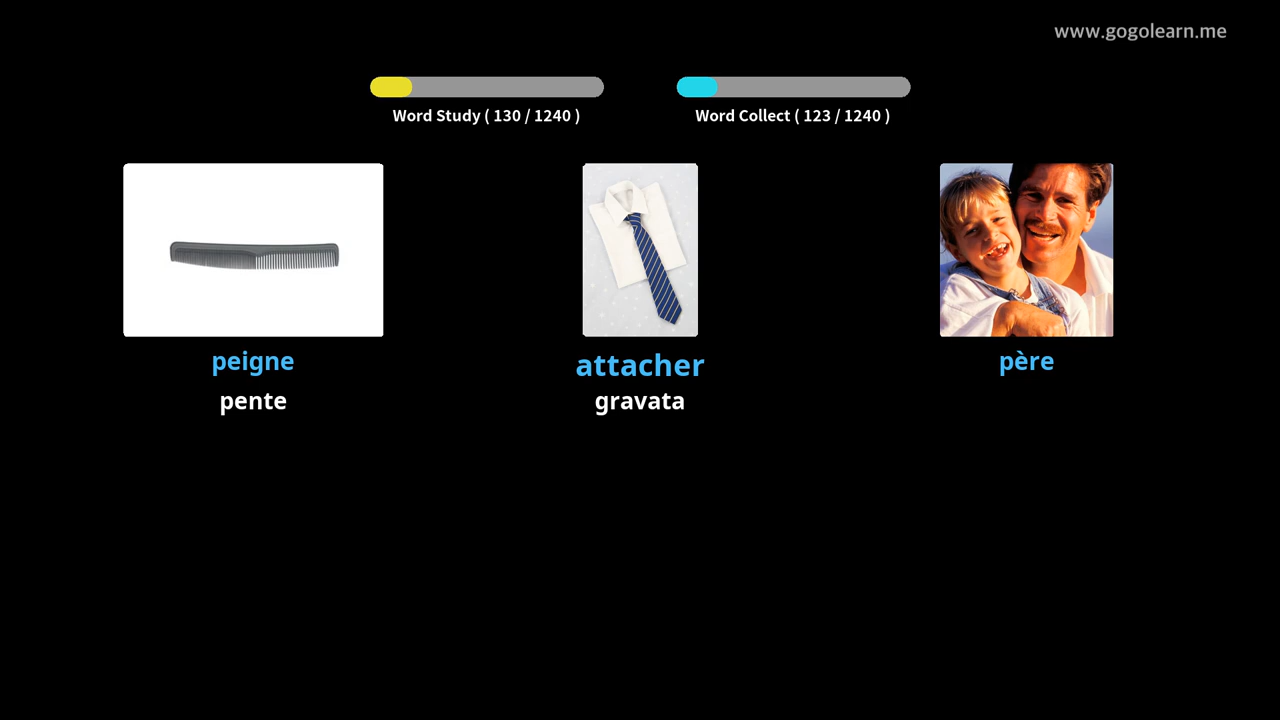 www.gogolearn.me
Word Study ( 130 / 1240 )
Word Collect ( 123 / 1240 )
peigne
pente
attacher
gravata
père